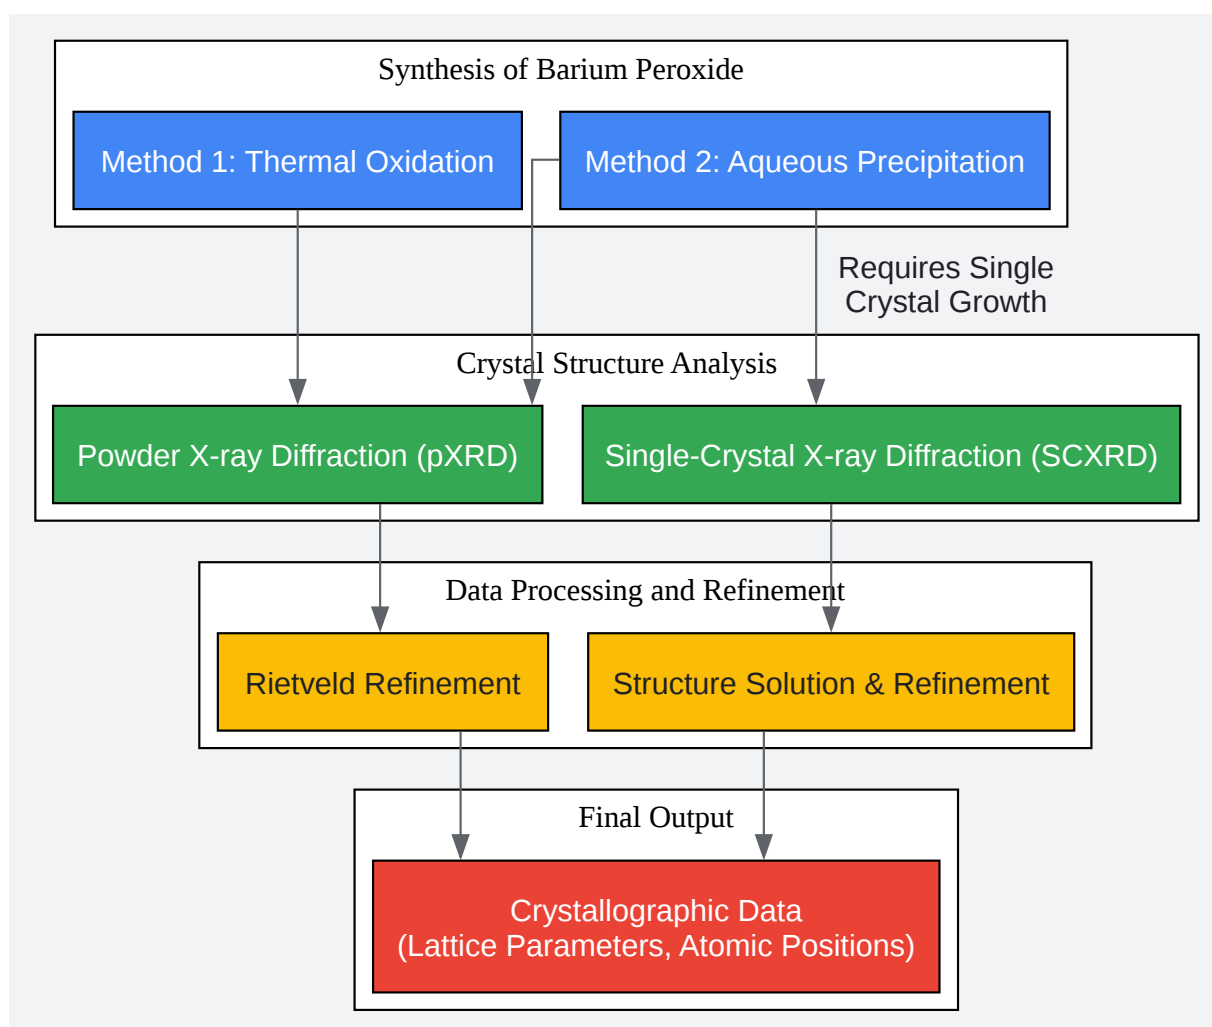 Synthesis of Barium Peroxide
Method 1: Thermal Oxidation
Method 2: Aqueous Precipitation
Requires Single
Crystal Growth
Crystal Structure Analysis
Powder X-ray Diffraction (pXRD)
Single-Crystal X-ray Diffraction (SCXRD)
Data Processing and Refinement
Rietveld Refinement
Structure Solution & Refinement
Final Output
Crystallographic Data
(Lattice Parameters, Atomic Positions)